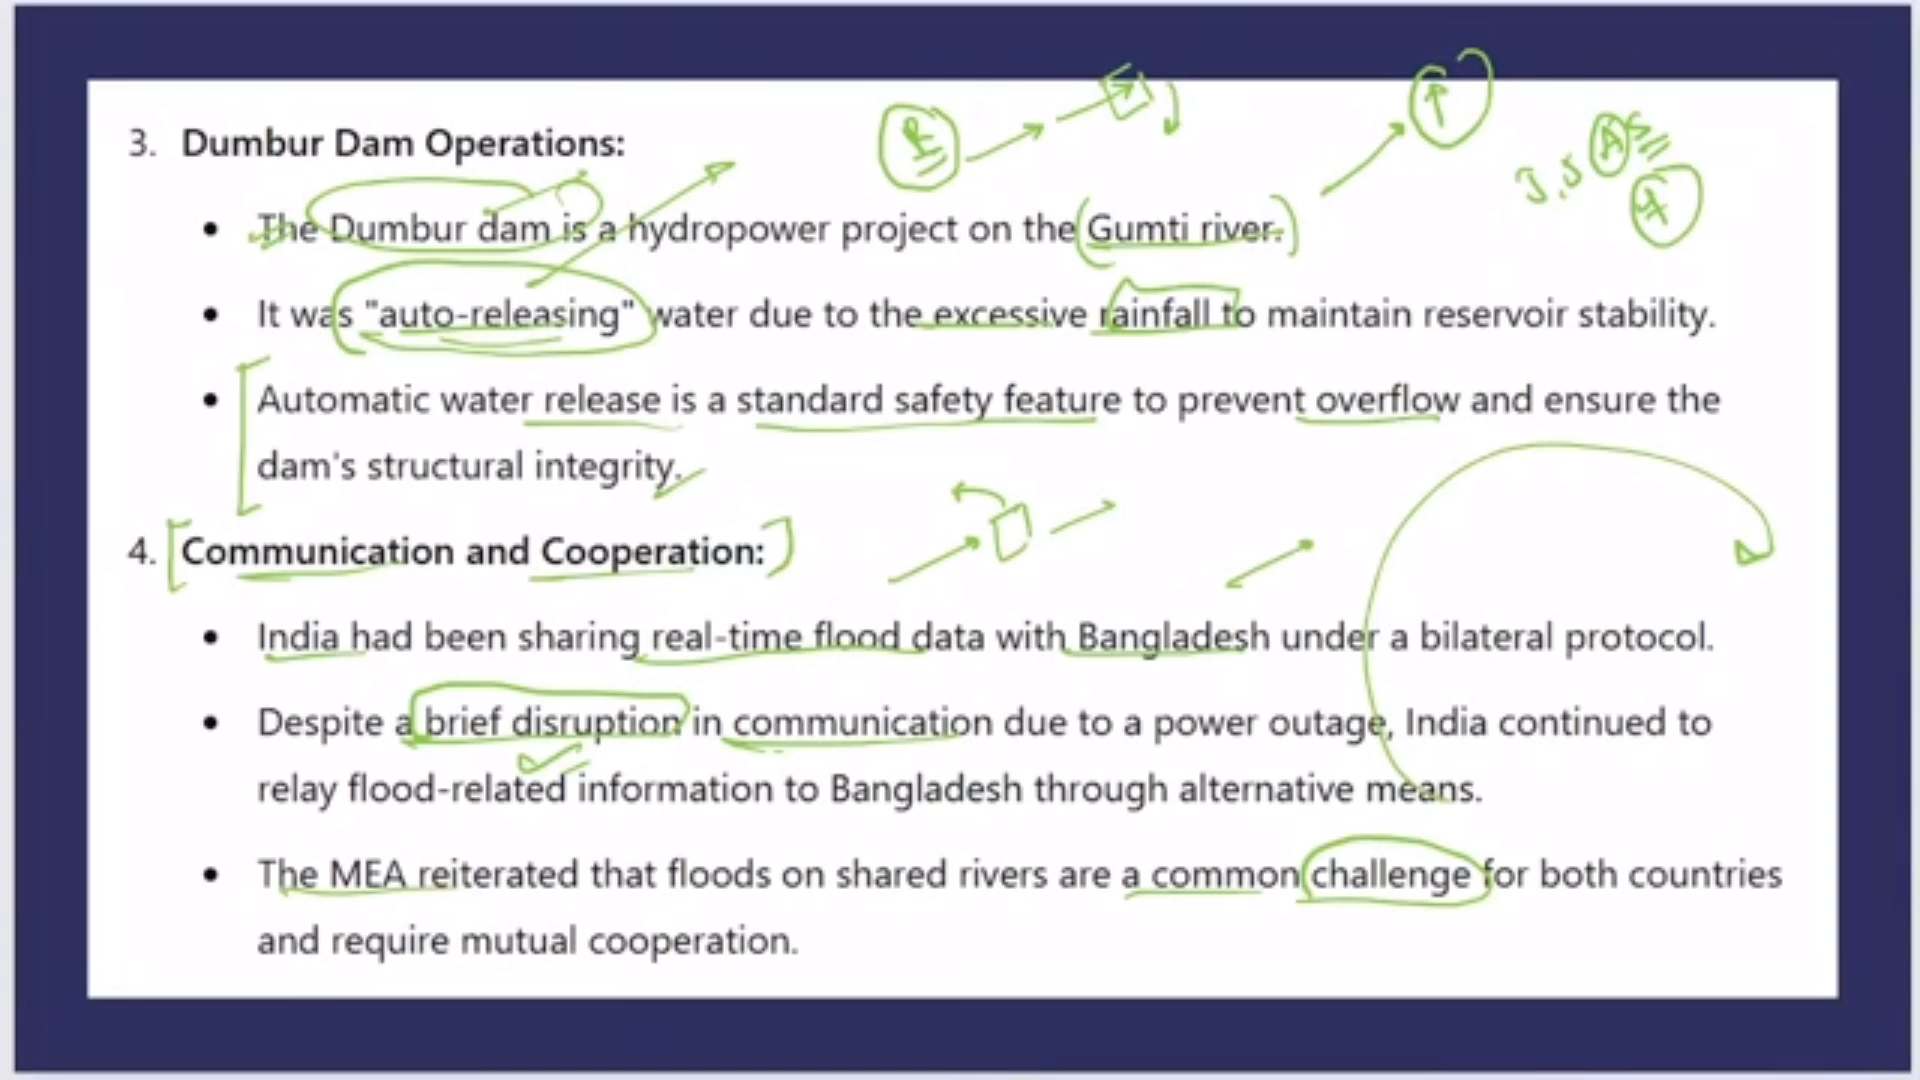 3. Dumbur Dam Operations:
• The Dumbur dam is a hydropower project on the Gumti river.
• It was "auto-releasing" water due to the excessive rainfall to maintain reservoir stability.
• Automatic water release is a standard safety feature to prevent overflow and ensure the
dam's structural integrity.
4. Communication and Cooperation:
• India had been sharing real-time flood data with Bangladesh under a bilateral protocol.
• Despite a brief disruption in communication due to a power outage, India continued to
relay flood-related information to Bangladesh through alternative means.
• The MEA reiterated that floods on shared rivers are a common challenge for both countries
and require mutual cooperation.